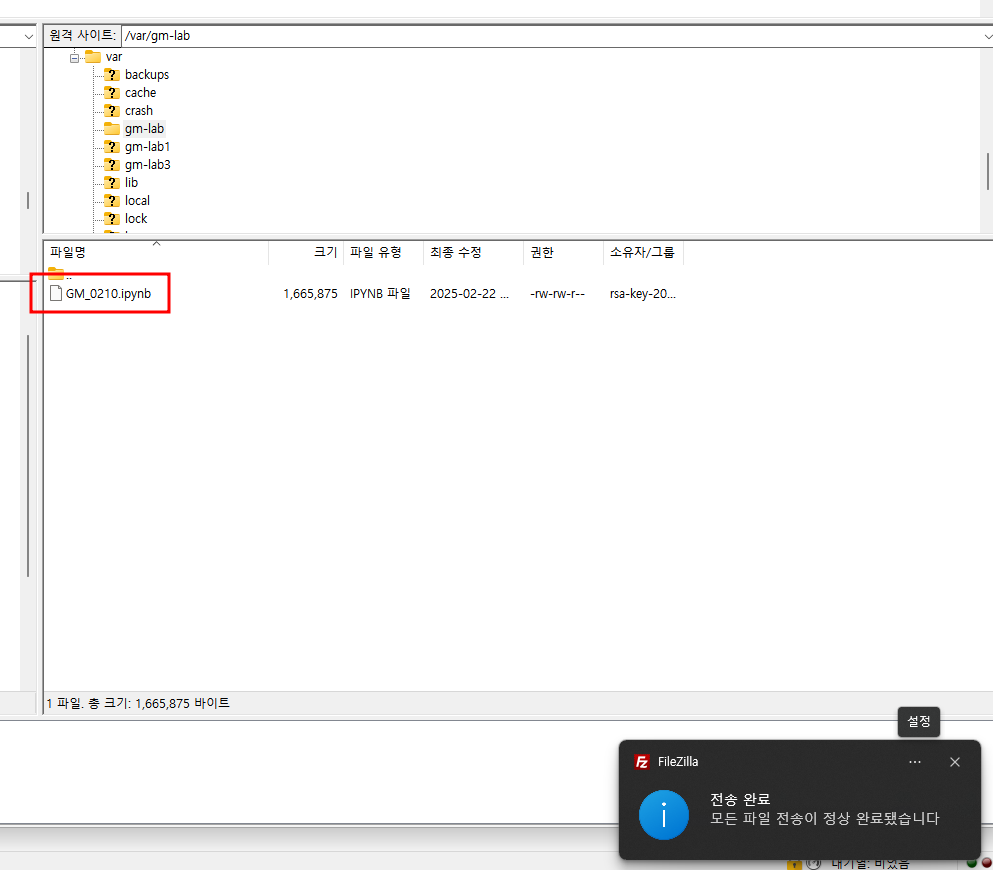 원격 사이트: /var/gm-lab
var
backups
cache
crash
gm-lab
gm-lab1
gm-lab3
lib
local
lock
파일명 크기 파일 유형 최종 수정 권한 소유자/그룹
..
GM_0210.ipynb 1,665,875 IPYNB 파일 2025-02-22 ... -rw-rw-r-- rsa-key-20...
1 파일. 총 크기: 1,665,875 바이트
설정
FileZilla
전송 완료
모든 파일 전송이 정상 완료됐습니다
대기열: 비었음